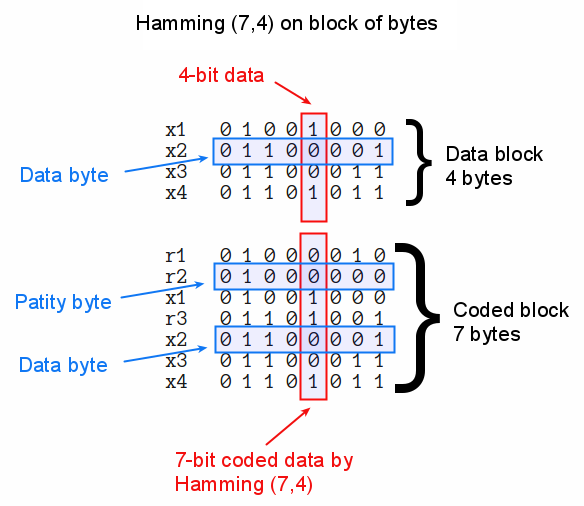 Hamming (7,4) on block of bytes
4-bit data
x1 0 1 0 0 1 0 0 0
x2 0 1 1 0 0 0 0 1
x3 0 1 1 0 0 0 1 1
x4 0 1 1 0 1 0 1 1
Data byte
Data block
4 bytes
r1 0 1 0 0 0 0 1 0
r2 0 1 0 0 0 0 0 0
x1 0 1 0 0 1 0 0 0
r3 0 1 1 0 1 0 0 1
x2 0 1 1 0 0 0 0 1
x3 0 1 1 0 0 0 1 1
x4 0 1 1 0 1 0 1 1
Patity byte
Data byte
Coded block
7 bytes
7-bit coded data by
Hamming (7,4)